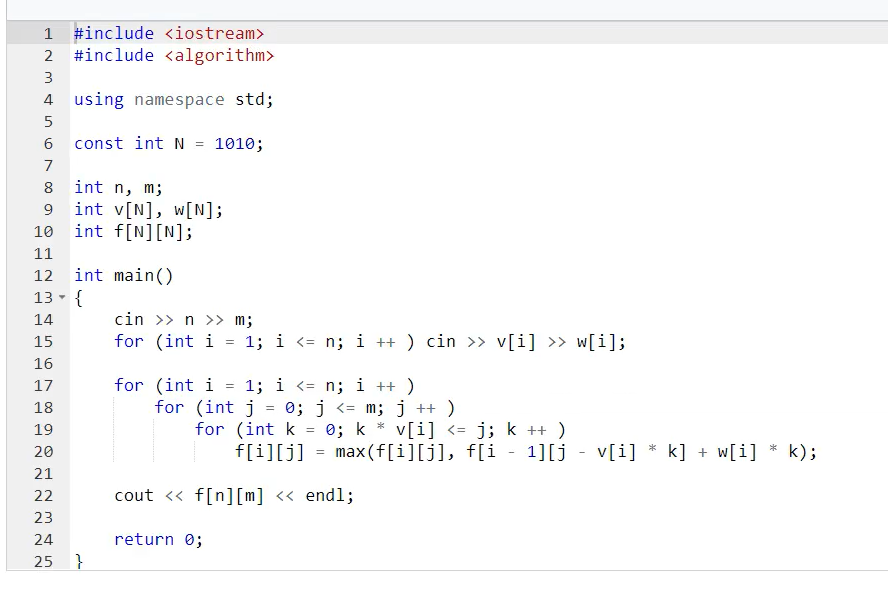 1 #include <iostream>
2 #include <algorithm>
3
4 using namespace std;
5
6 const int N = 1010;
7
8 int n, m;
9 int v[N], w[N];
10 int f[N][N];
11
12 int main()
13 {
14     cin >> n >> m;
15     for (int i = 1; i <= n; i ++ ) cin >> v[i] >> w[i];
16
17     for (int i = 1; i <= n; i ++ )
18         for (int j = 0; j <= m; j ++ )
19             for (int k = 0; k * v[i] <= j; k ++ )
20                 f[i][j] = max(f[i][j], f[i - 1][j - v[i] * k] + w[i] * k);
21
22     cout << f[n][m] << endl;
23
24     return 0;
25 }